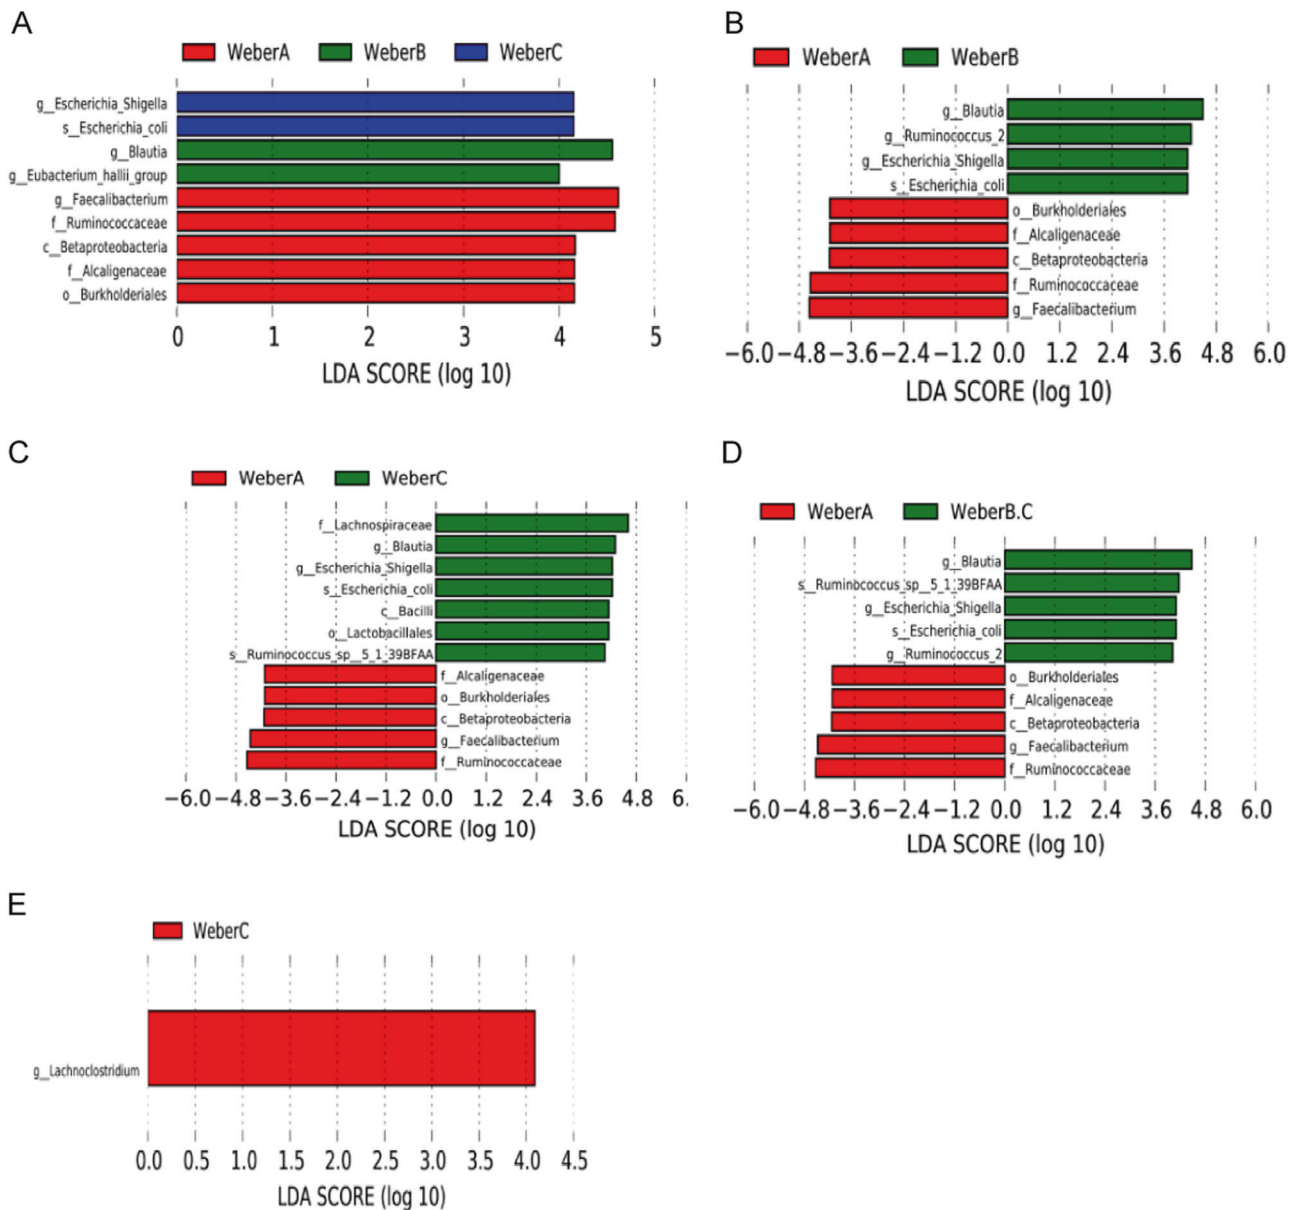 A
WeberA WeberB WeberC
g__Escherichia_Shigella
s__Escherichia_coli
g__Blautia
g__Eubacterium_hallii_group
g__Faecalibacterium
f__Ruminococcaceae
c__Betaproteobacteria
f__Alcaligenaceae
o__Burkholderiales
0 1 2 3 4 5
LDA SCORE (log 10)
B
WeberA WeberB
g__Blautia
g__Ruminococcus_2
g__Escherichia_Shigella
s__Escherichia_coli
o__Burkholderiales
f__Alcaligenaceae
c__Betaproteobacteria
f__Ruminococcaceae
g__Faecalibacterium
−6.0 −4.8 −3.6 −2.4 −1.2 0.0 1.2 2.4 3.6 4.8 6.0
LDA SCORE (log 10)
C
WeberA WeberC
f__Lachnospiraceae
g__Blautia
g__Escherichia_Shigella
s__Escherichia_coli
c__Bacilli
o__Lactobacillales
s__Ruminococcus_sp__5_1_39BFAA
f__Alcaligenaceae
o__Burkholderiales
c__Betaproteobacteria
g__Faecalibacterium
f__Ruminococcaceae
−6.0 −4.8 −3.6 −2.4 −1.2 0.0 1.2 2.4 3.6 4.8 6.
LDA SCORE (log 10)
D
WeberA WeberB.C
g__Blautia
s__Ruminococcus_sp__5_1_39BFAA
g__Escherichia_Shigella
s__Escherichia_coli
g__Ruminococcus_2
o__Burkholderiales
f__Alcaligenaceae
c__Betaproteobacteria
g__Faecalibacterium
f__Ruminococcaceae
−6.0 −4.8 −3.6 −2.4 −1.2 0.0 1.2 2.4 3.6 4.8 6.0
LDA SCORE (log 10)
E
WeberC
g__Lachnoclostridium
0.0 0.5 1.0 1.5 2.0 2.5 3.0 3.5 4.0 4.5
LDA SCORE (log 10)